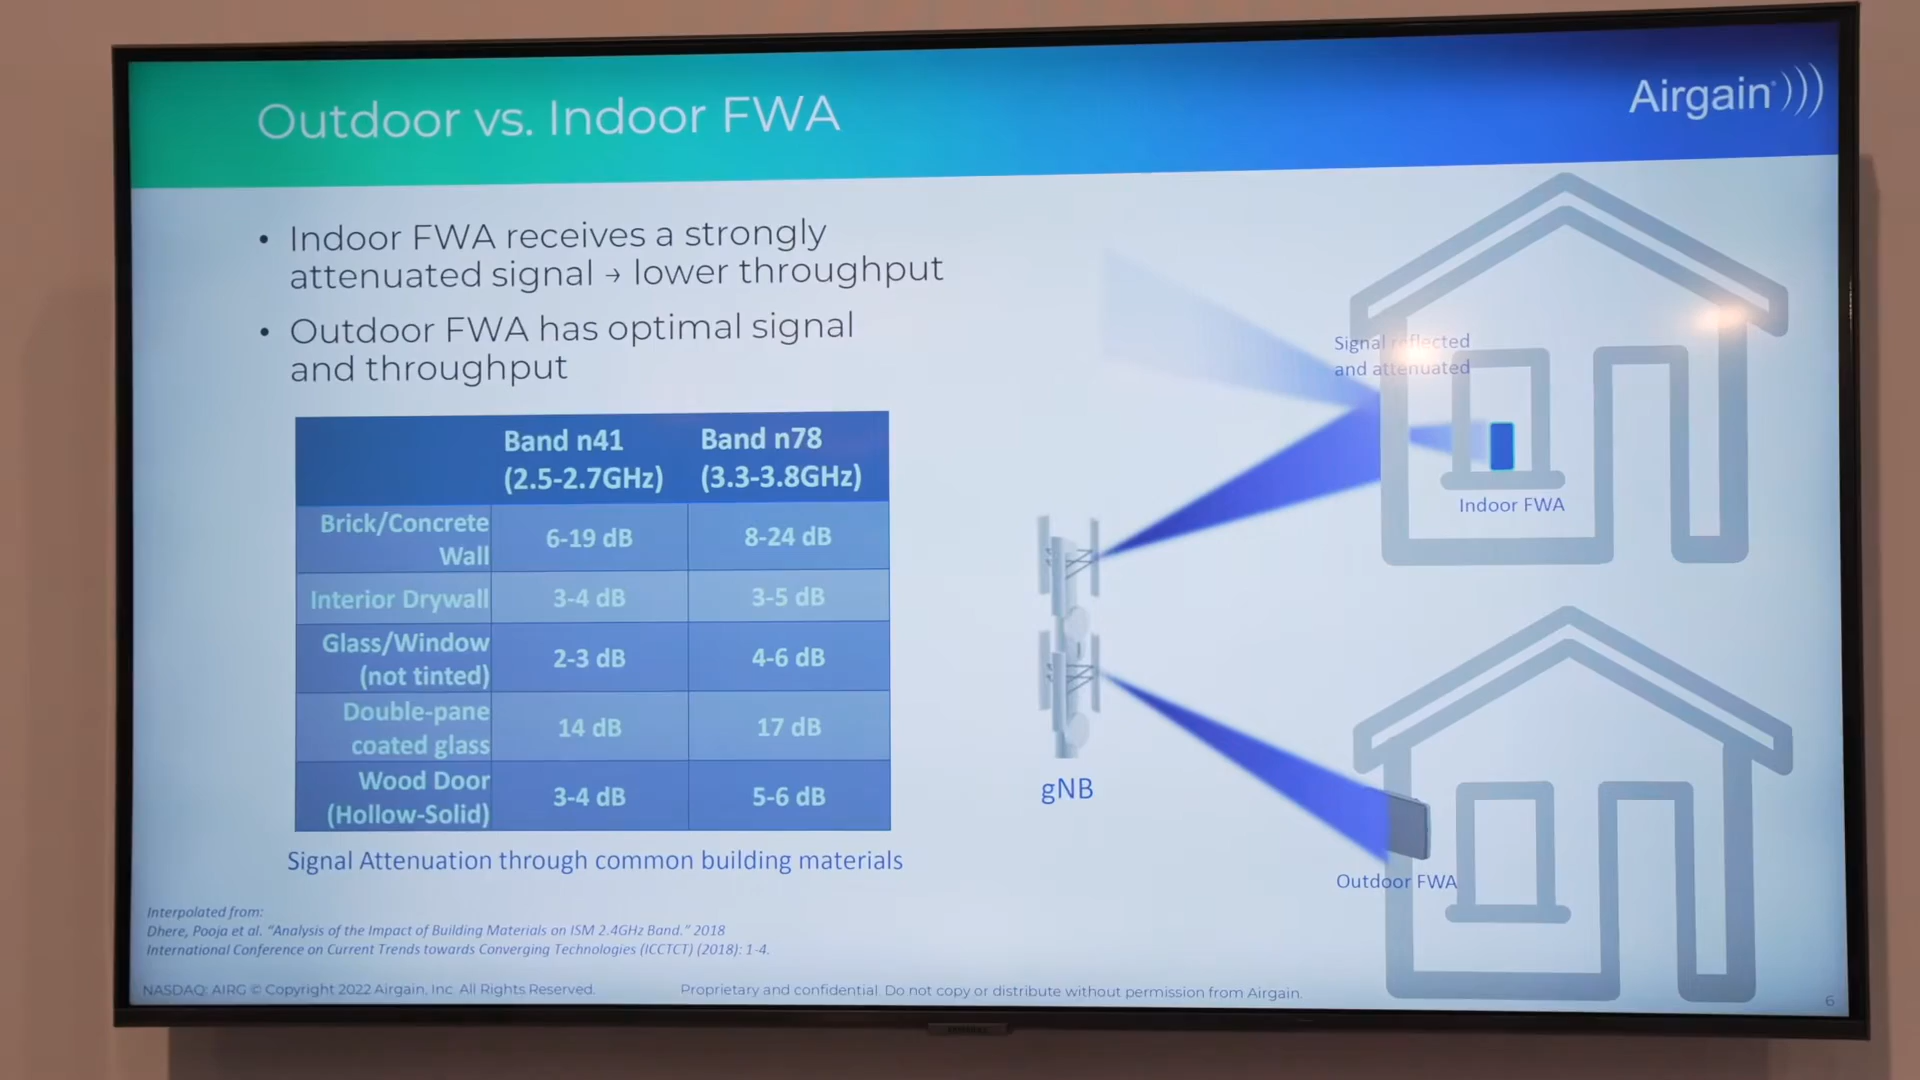 Outdoor vs. Indoor FWA
Airgain
• Indoor FWA receives a strongly
attenuated signal → lower throughput
• Outdoor FWA has optimal signal
and throughput
Band n41 Band n78
(2.5-2.7GHz) (3.3-3.8GHz)
Brick/Concrete
Wall 6-19 dB 8-24 dB
Interior Drywall 3-4 dB 3-5 dB
Glass/Window
(not tinted) 2-3 dB 4-6 dB
Double-pane
coated glass 14 dB 17 dB
Wood Door
(Hollow-Solid) 3-4 dB 5-6 dB
Signal Attenuation through common building materials
Signal reflected
and attenuated
Indoor FWA
gNB
Outdoor FWA
Interpolated from:
Dhere, Pooja et al. “Analysis of the Impact of Building Materials on ISM 2.4GHz Band.” 2018
International Conference on Current Trends towards Converging Technologies (ICCTCT) (2018): 1-4.
NASDAQ: AIRG © Copyright 2022 Airgain, Inc. All Rights Reserved.
Proprietary and confidential. Do not copy or distribute without permission from Airgain.
6